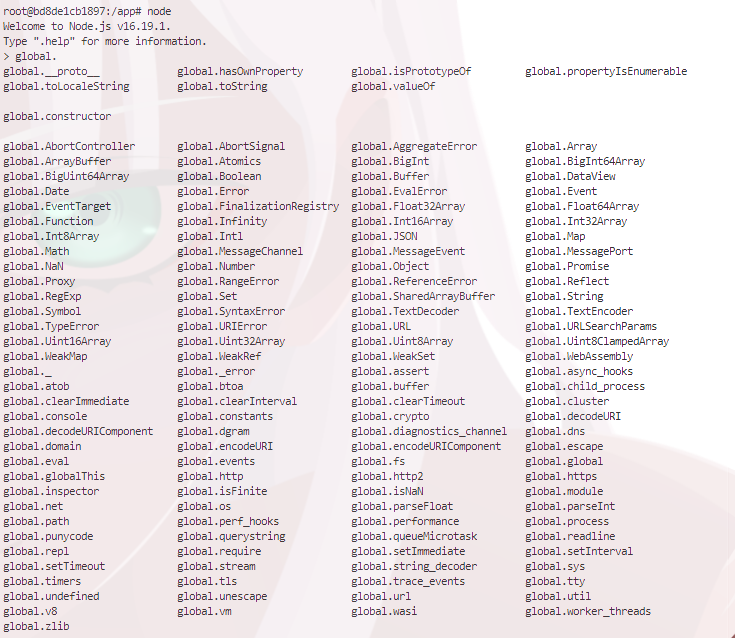 root@bd8de1cb1897:/app# node
Welcome to Node.js v16.19.1.
Type ".help" for more information.
> global.
global.__proto__ global.hasOwnProperty global.isPrototypeOf global.propertyIsEnumerable
global.toLocaleString global.toString global.valueOf
global.constructor
global.AbortController global.AbortSignal global.AggregateError global.Array
global.ArrayBuffer global.Atomics global.BigInt global.BigInt64Array
global.BigUint64Array global.Boolean global.Buffer global.DataView
global.Date global.Error global.EvalError global.Event
global.EventTarget global.FinalizationRegistry global.Float32Array global.Float64Array
global.Function global.Infinity global.Int16Array global.Int32Array
global.Int8Array global.Intl global.JSON global.Map
global.Math global.MessageChannel global.MessageEvent global.MessagePort
global.NaN global.Number global.Object global.Promise
global.Proxy global.RangeError global.ReferenceError global.Reflect
global.RegExp global.Set global.SharedArrayBuffer global.String
global.Symbol global.SyntaxError global.TextDecoder global.TextEncoder
global.TypeError global.URIError global.URL global.URLSearchParams
global.Uint16Array global.Uint32Array global.Uint8Array global.Uint8ClampedArray
global.WeakMap global.WeakRef global.WeakSet global.WebAssembly
global._ global._error global.assert global.async_hooks
global.atob global.btoa global.buffer global.child_process
global.clearImmediate global.clearInterval global.clearTimeout global.cluster
global.console global.constants global.crypto global.decodeURI
global.decodeURIComponent global.dgram global.diagnostics_channel global.dns
global.domain global.encodeURI global.encodeURIComponent global.escape
global.eval global.events global.fs global.global
global.globalThis global.http global.http2 global.https
global.inspector global.isFinite global.isNaN global.module
global.net global.os global.parseFloat global.parseInt
global.path global.perf_hooks global.performance global.process
global.punycode global.querystring global.queueMicrotask global.readline
global.repl global.require global.setImmediate global.setInterval
global.setTimeout global.stream global.string_decoder global.sys
global.timers global.tls global.trace_events global.tty
global.undefined global.unescape global.url global.util
global.v8 global.vm global.wasi global.worker_threads
global.zlib